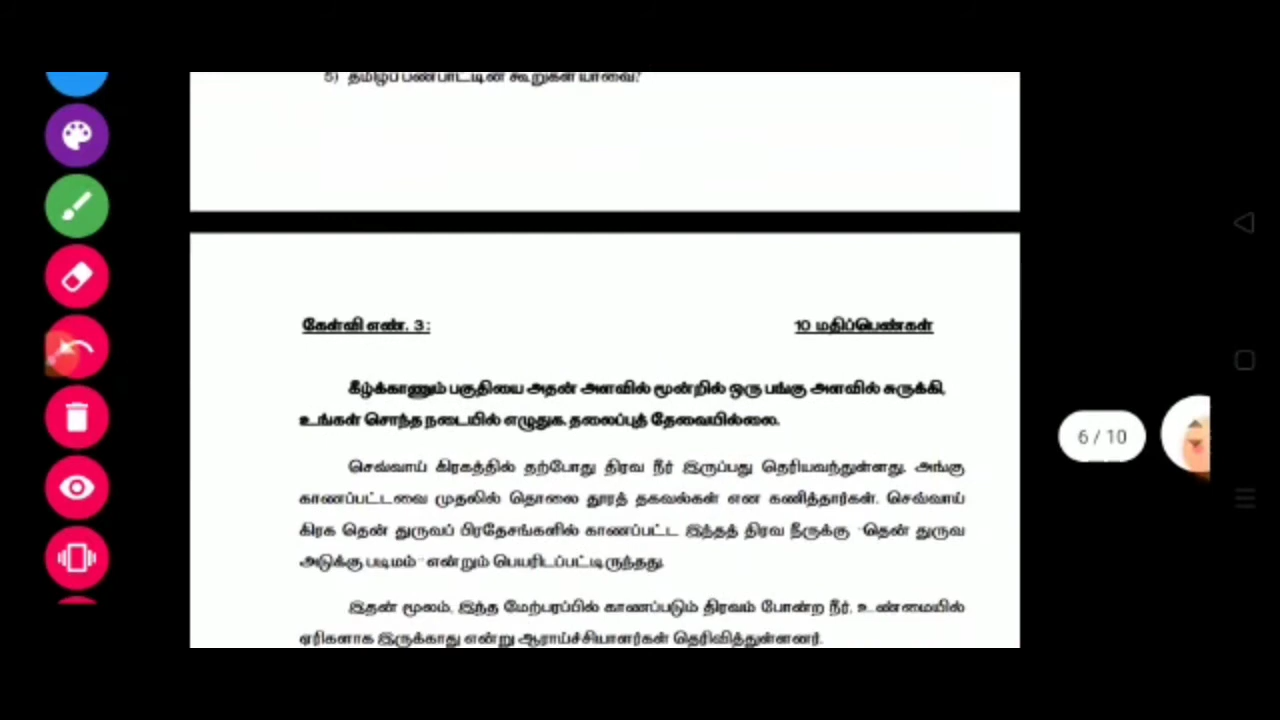 5) தமிழ்ப் பண்பாட்டின் கூறுகள் யாவை?
கேள்வி எண். 3:
10 மதிப்பெண்கள்
கீழ்க்காணும் பகுதியை அதன் அளவில் மூன்றில் ஒரு பங்கு அளவில் சுருக்கி,
உங்கள் சொந்த நடையில் எழுதுக. தலைப்புத் தேவையில்லை.
செவ்வாய் கிரகத்தில் தற்போது திரவ நீர் இருப்பது தெரியவந்துள்ளது. அங்கு
காணப்பட்டவை முதலில் தொலை தூரத் தகவல்கள் என கணித்தார்கள். செவ்வாய்
கிரக தென் துருவப் பிரதேசங்களில் காணப்பட்ட இந்தத் திரவ நீருக்கு "தென் துருவ
அடுக்கு படிமம்" என்றும் பெயரிடப்பட்டிருந்தது.
6 / 10
இதன் மூலம், இந்த மேற்பரப்பில் காணப்படும் திரவம் போன்ற நீர், உண்மையில்
ஏரிகளாக இருக்காது என்று ஆராய்ச்சியாளர்கள் தெரிவித்துள்ளனர்.